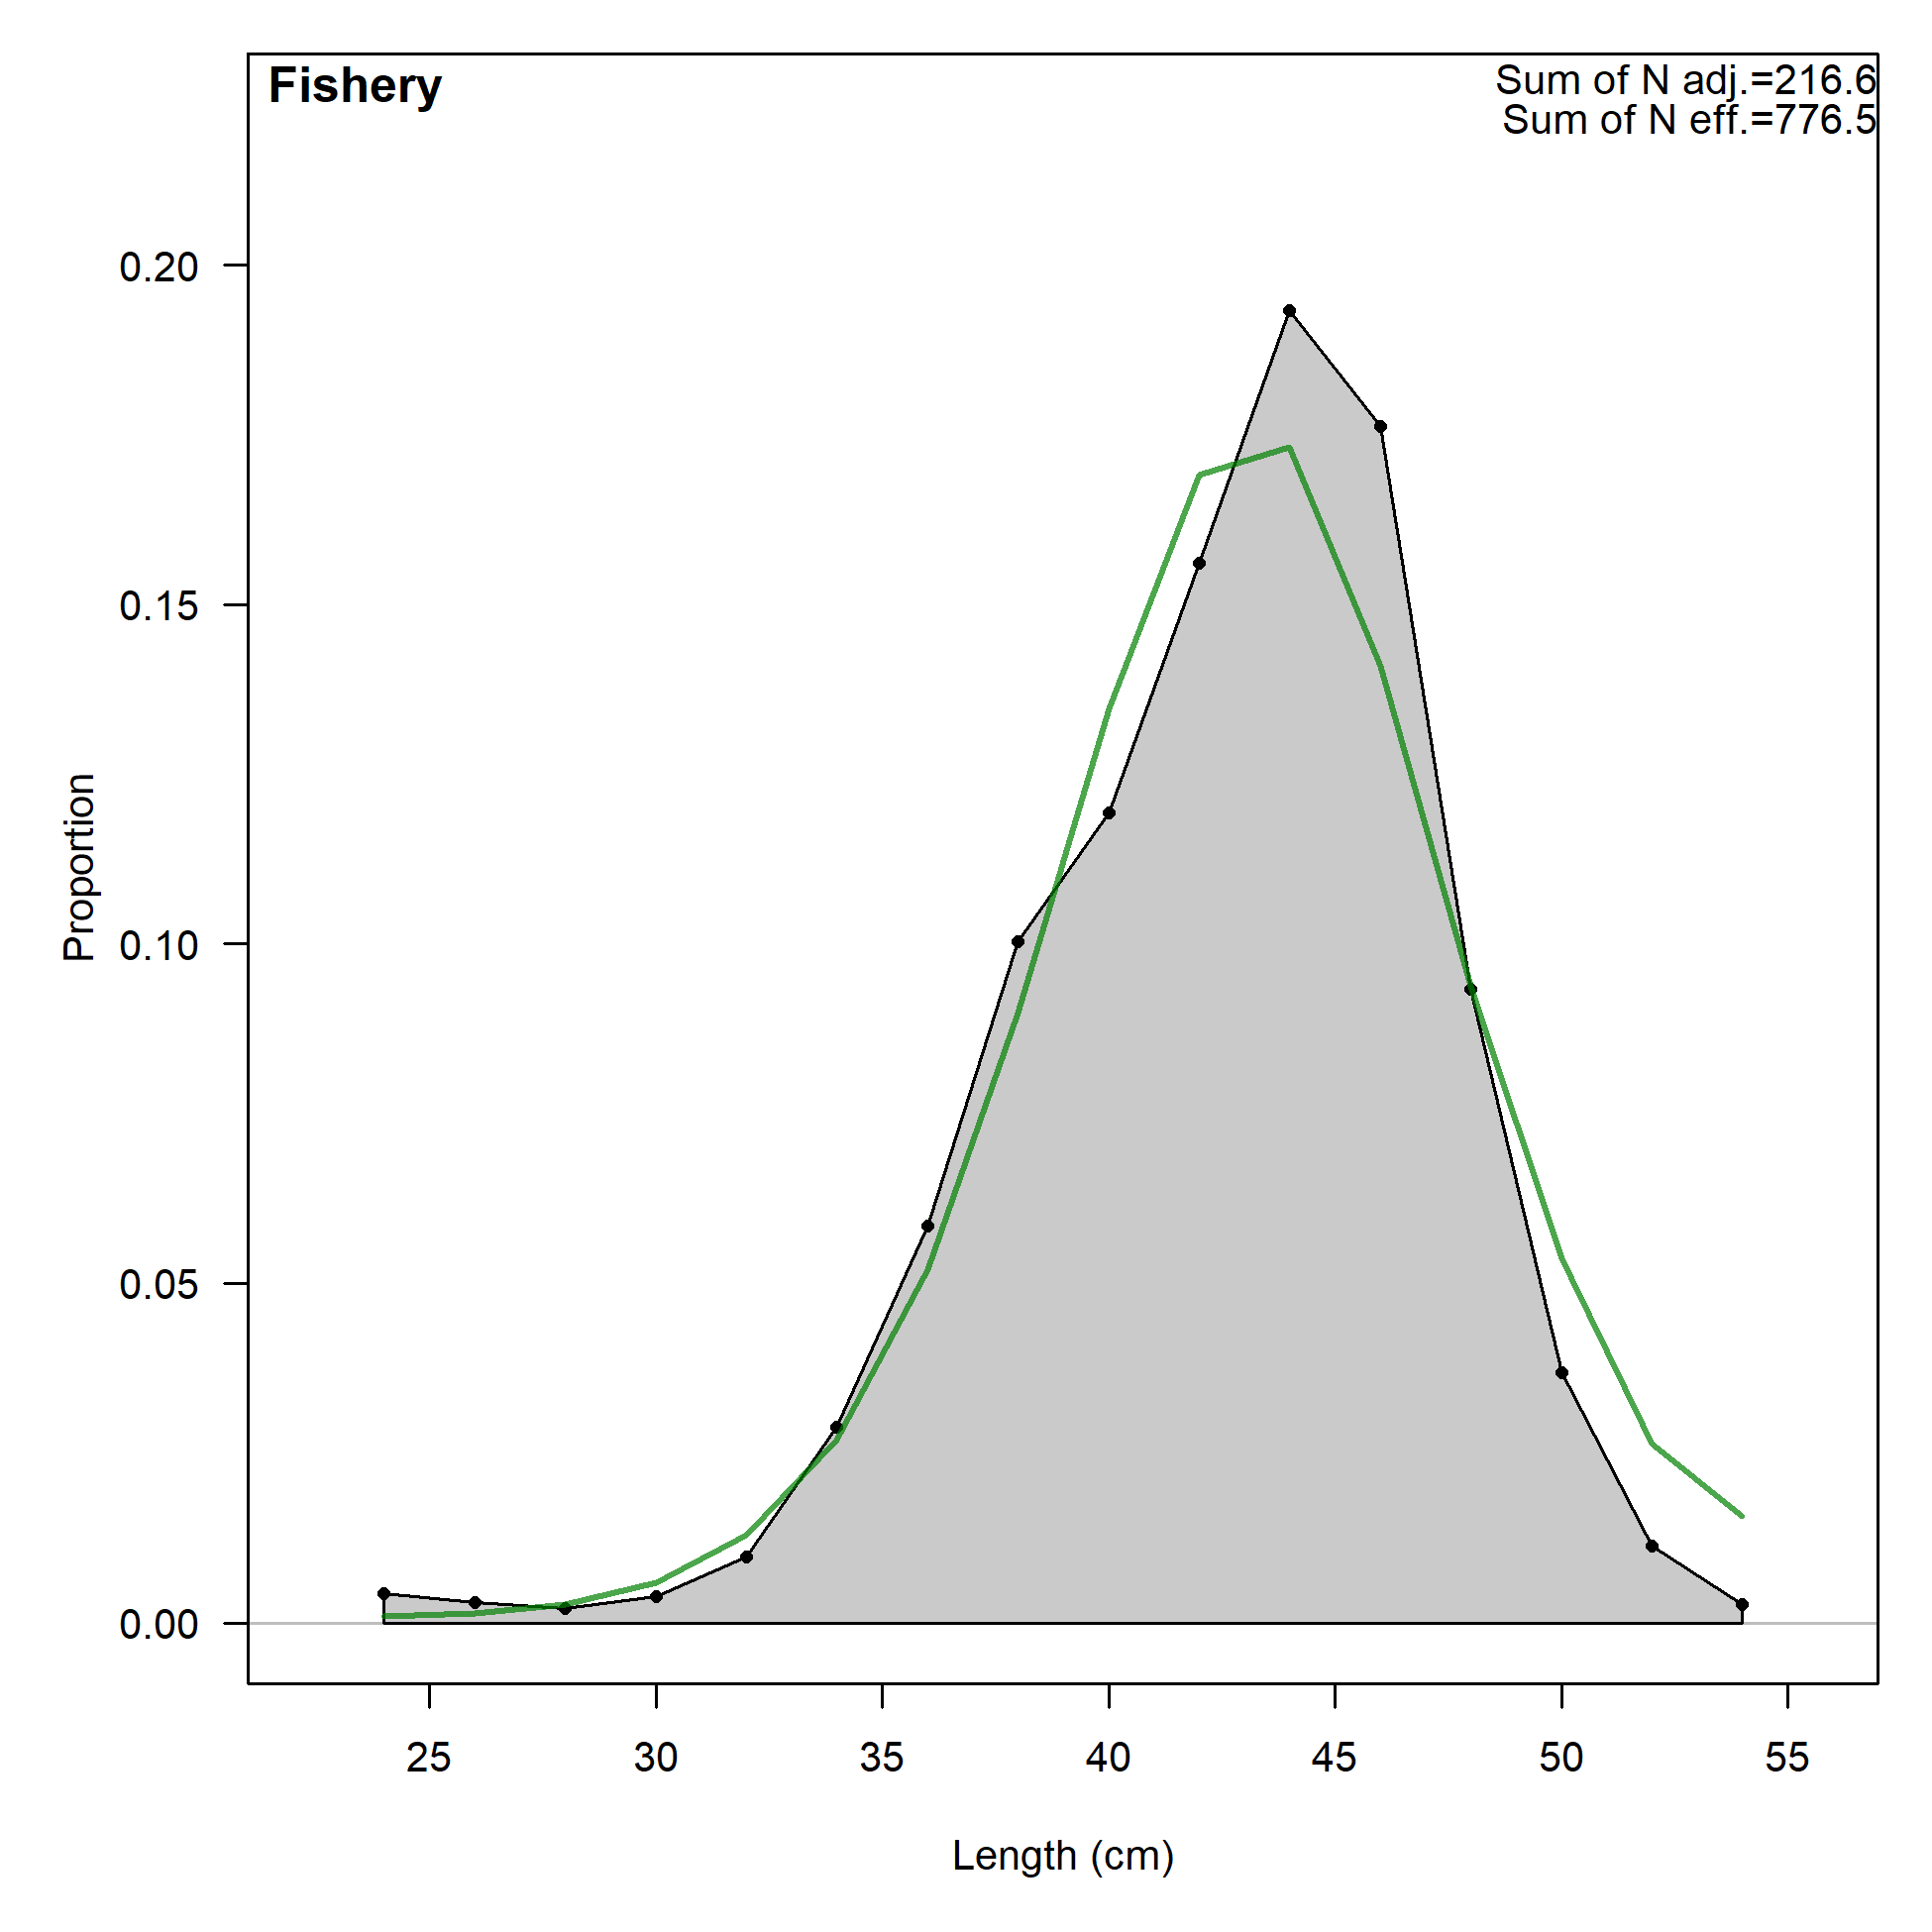 Fishery
Sum of N adj.=216.6
Sum of N eff.=776.5
Proportion
0.20
0.15
0.10
0.05
0.00
25 30 35 40 45 50 55
Length (cm)